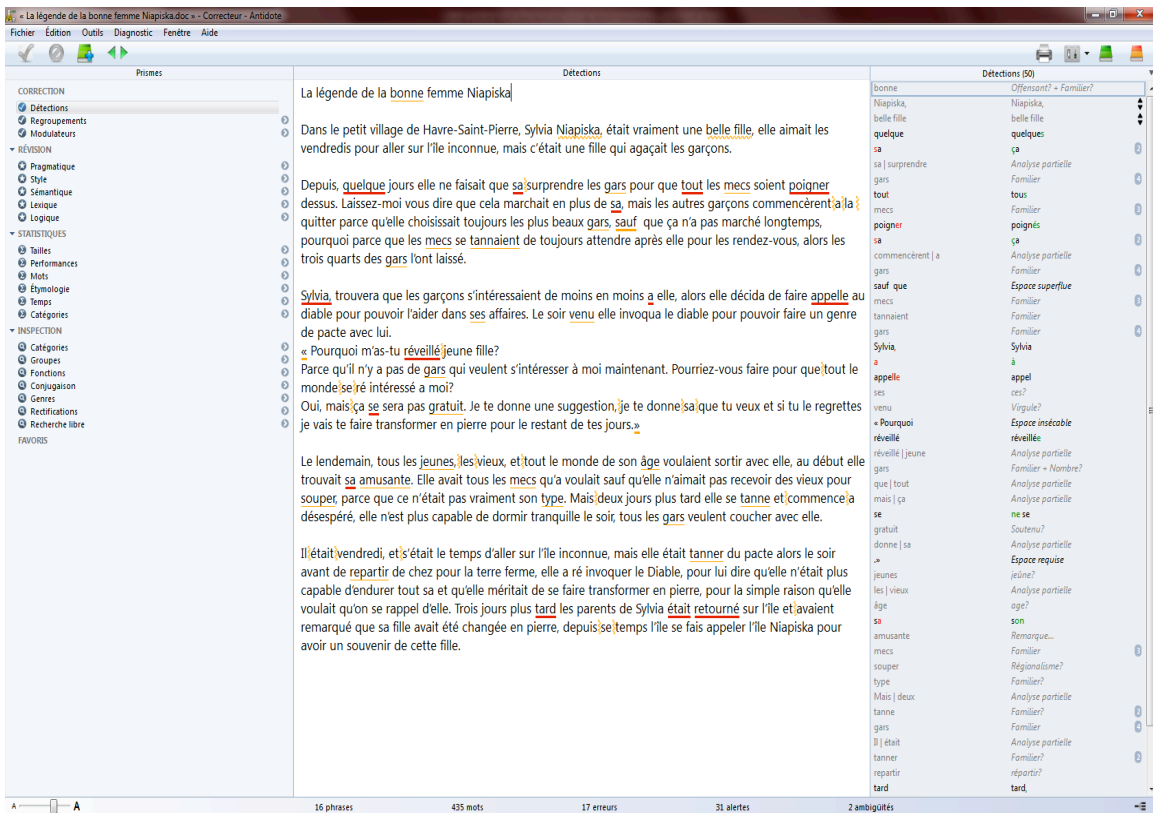 « La légende de la bonne femme Niapiska.doc » - Correcteur - Antidote
Fichier Édition Outils Diagnostic Fenêtre Aide
Prismes
CORRECTION
Détections
Regroupements
Modulateurs
RÉVISION
Pragmatique
Style
Sémantique
Lexique
Logique
STATISTIQUES
Tailles
Performances
Mots
Étymologie
Temps
Catégories
INSPECTION
Catégories
Groupes
Fonctions
Conjugaison
Genres
Rectifications
Recherche libre
FAVORIS
A A
Détections
La légende de la bonne femme Niapiska
Dans le petit village de Havre-Saint-Pierre, Sylvia Niapiska, était vraiment une belle fille, elle aimait les
vendredis pour aller sur l’île inconnue, mais c’était une fille qui agaçait les garçons.
Depuis, quelque jours elle ne faisait que sa surprendre les gars pour que tout les mecs soient poigner
dessus. Laissez-moi vous dire que cela marchait en plus de sa, mais les autres garçons commencèrent a la
quitter parce qu’elle choisissait toujours les plus beaux gars, sauf  que ça n’a pas marché longtemps,
pourquoi parce que les mecs se tannaient de toujours attendre après elle pour les rendez-vous, alors les
trois quarts des gars l’ont laissé.
Sylvia, trouvera que les garçons s’intéressaient de moins en moins a elle, alors elle décida de faire appelle au
diable pour pouvoir l’aider dans ses affaires. Le soir venu elle invoqua le diable pour pouvoir faire un genre
de pacte avec lui.
« Pourquoi m’as-tu réveillé jeune fille?
Parce qu’il n’y a pas de gars qui veulent s’intéresser à moi maintenant. Pourriez-vous faire pour que tout le
monde se ré intéressé a moi?
Oui, mais ça se sera pas gratuit. Je te donne une suggestion, je te donne sa que tu veux et si tu le regrettes
je vais te faire transformer en pierre pour le restant de tes jours.»
Le lendemain, tous les jeunes, les vieux, et tout le monde de son âge voulaient sortir avec elle, au début elle
trouvait sa amusante. Elle avait tous les mecs qu’a voulait sauf qu’elle n’aimait pas recevoir des vieux pour
souper, parce que ce n’était pas vraiment son type. Mais deux jours plus tard elle se tanne et commence a
désespéré, elle n’est plus capable de dormir tranquille le soir, tous les gars veulent coucher avec elle.
Il était vendredi, et s’était le temps d’aller sur l’île inconnue, mais elle était tanner du pacte alors le soir
avant de repartir de chez pour la terre ferme, elle a ré invoquer le Diable, pour lui dire qu’elle n’était plus
capable d’endurer tout sa et qu’elle méritait de se faire transformer en pierre, pour la simple raison qu’elle
voulait qu’on se rappel d’elle. Trois jours plus tard les parents de Sylvia était retourné sur l’île et avaient
remarqué que sa fille avait été changée en pierre, depuis se temps l’île se fais appeler l’île Niapiska pour
avoir un souvenir de cette fille.
Détections (50)
bonne Offensant? + Familier?
Niapiska, Niapiska,
belle fille belle fille
quelque quelques
sa ça 2
sa | surprendre Analyse partielle
gars Familier 4
tout tous
mecs Familier 3
poigner poignés
sa ça 2
commencèrent | a Analyse partielle
gars Familier 4
sauf  que Espace superflue
mecs Familier 3
tannaient Familier
gars Familier 4
Sylvia, Sylvia
a à
appelle appel
ses ces?
venu Virgule?
« Pourquoi Espace insécable
réveillé réveillée
réveillé | jeune Analyse partielle
gars Familier + Nombre?
que | tout Analyse partielle
mais | ça Analyse partielle
se ne se
gratuit Soutenu?
donne | sa Analyse partielle
.» Espace requise
jeunes jeûne?
les | vieux Analyse partielle
âge age?
sa son
amusante Remarque...
mecs Familier 3
souper Régionalisme?
type Familier?
Mais | deux Analyse partielle
tanne Familier? 2
gars Familier 4
Il | était Analyse partielle
tanner Familier? 2
repartir répartir?
tard tard,
16 phrases 435 mots 17 erreurs 31 alertes 2 ambigüités